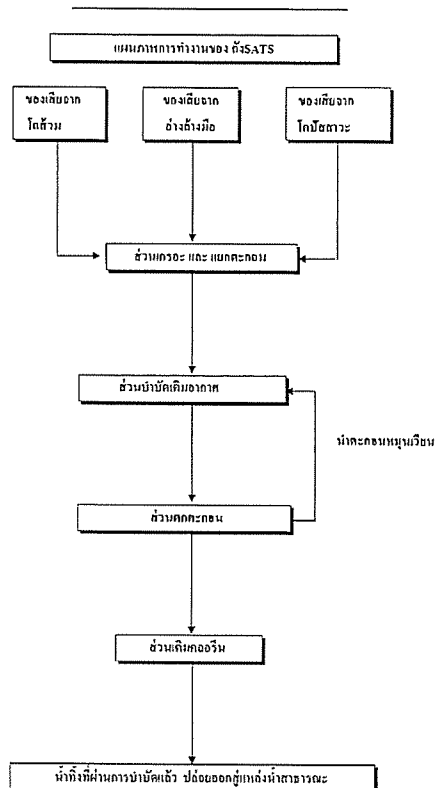 แผนภาพการทำงานของ ถังSATS
ของเสียจาก
โถส้วม
ของเสียจาก
อ่างล้างมือ
ของเสียจาก
โถปัสสาวะ
ส่วนเกรอะ และ แยกตะกอน
ส่วนบำบัดเติมอากาศ
นำตะกอนหมุนเวียน
ส่วนตกตะกอน
ส่วนเติมคลอรีน
น้ำทิ้งที่ผ่านการบำบัดแล้ว ปล่อยออกสู่แหล่งน้ำสาธารณะ